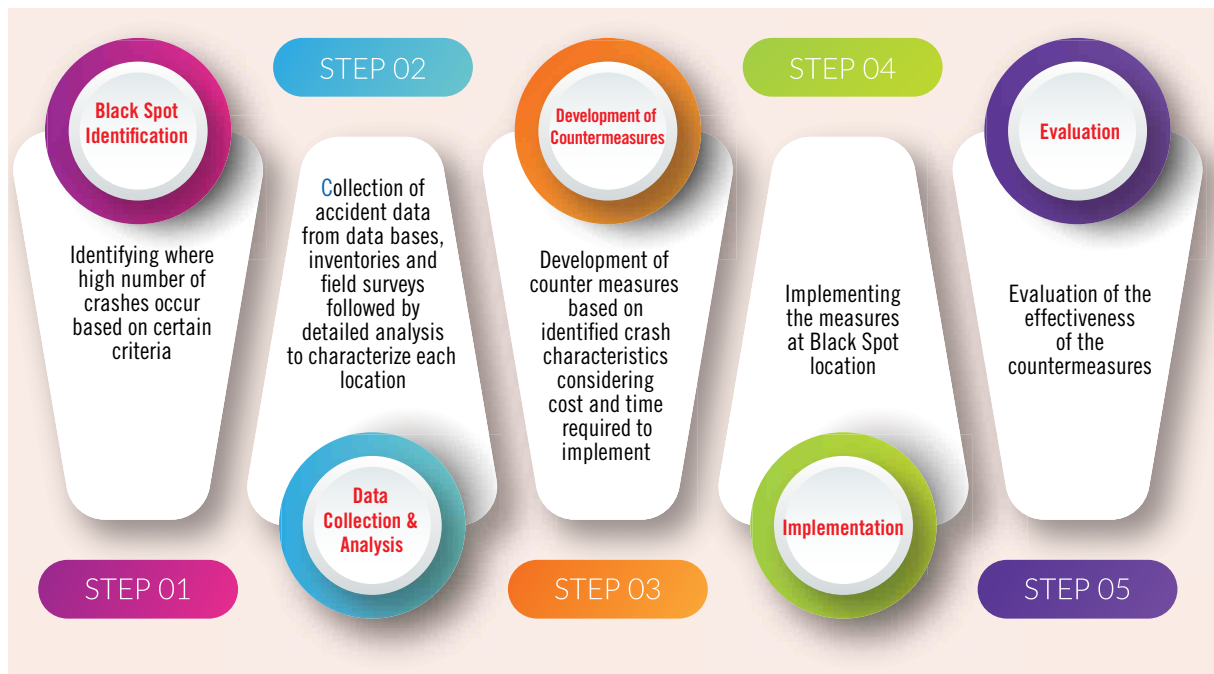 Black Spot
Identification
Identifying where
high number of
crashes occur
based on certain
criteria
STEP 01
STEP 02
Collection of
accident data
from data bases,
inventories and
field surveys
followed by
detailed analysis
to characterize each
location
Data
Collection &
Analysis
Development of
Countermeasures
Development of
counter measures
based on
identified crash
characteristics
considering
cost and time
required to
implement
STEP 03
STEP 04
Implementing
the measures
at Black Spot
location
Implementation
Evaluation
Evaluation of the
effectiveness
of the
countermeasures
STEP 05